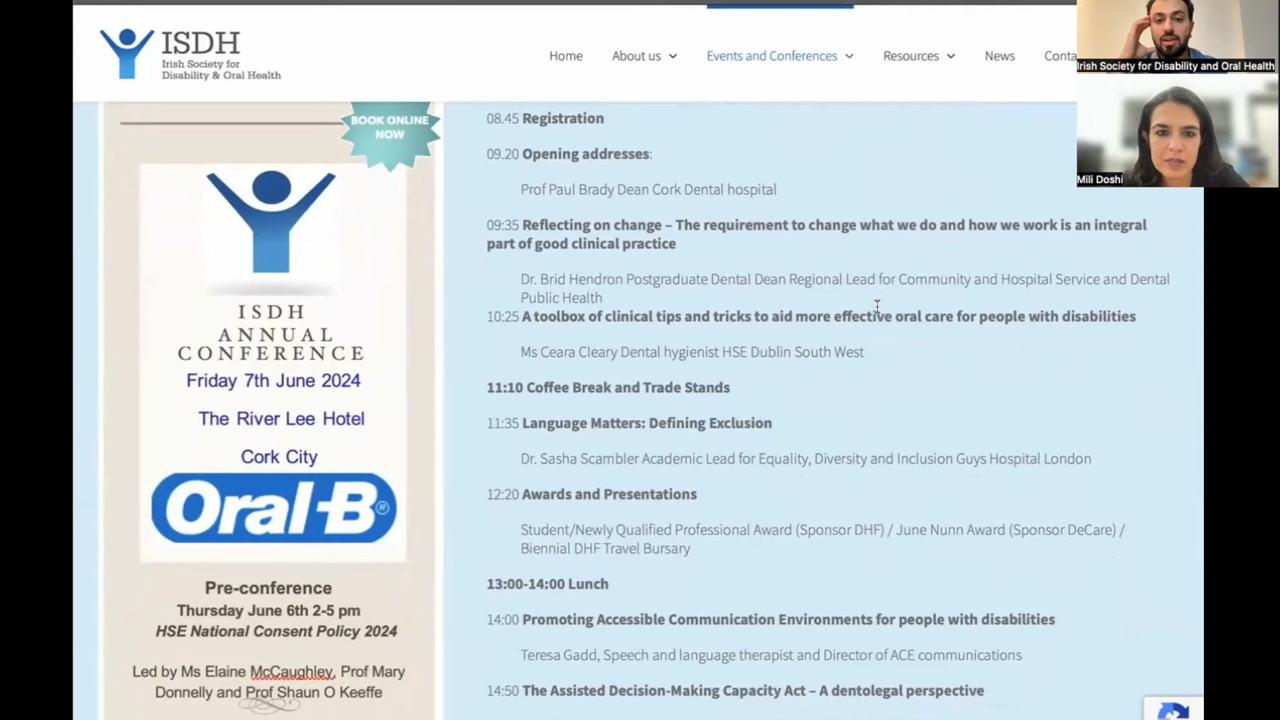 ISDH
Irish Society for
Disability & Oral Health
Home
About us
Events and Conferences
Resources
News
Conta
Irish Society for Disability and Oral Health
Mili Doshi
BOOK ONLINE
NOW
ISDH
ANNUAL
CONFERENCE
Friday 7th June 2024
The River Lee Hotel
Cork City
Oral-B®
Pre-conference
Thursday June 6th 2-5 pm
HSE National Consent Policy 2024
Led by Ms Elaine McCaughley, Prof Mary
Donnelly and Prof Shaun O Keeffe
08.45 Registration
09.20 Opening addresses:
Prof Paul Brady Dean Cork Dental hospital
09:35 Reflecting on change – The requirement to change what we do and how we work is an integral
part of good clinical practice
Dr. Brid Hendron Postgraduate Dental Dean Regional Lead for Community and Hospital Service and Dental
Public Health
10:25 A toolbox of clinical tips and tricks to aid more effective oral care for people with disabilities
Ms Ceara Cleary Dental hygienist HSE Dublin South West
11:10 Coffee Break and Trade Stands
11:35 Language Matters: Defining Exclusion
Dr. Sasha Scambler Academic Lead for Equality, Diversity and Inclusion Guys Hospital London
12:20 Awards and Presentations
Student/Newly Qualified Professional Award (Sponsor DHF) / June Nunn Award (Sponsor DeCare) /
Biennial DHF Travel Bursary
13:00-14:00 Lunch
14:00 Promoting Accessible Communication Environments for people with disabilities
Teresa Gadd, Speech and language therapist and Director of ACE communications
14:50 The Assisted Decision-Making Capacity Act – A dentolegal perspective